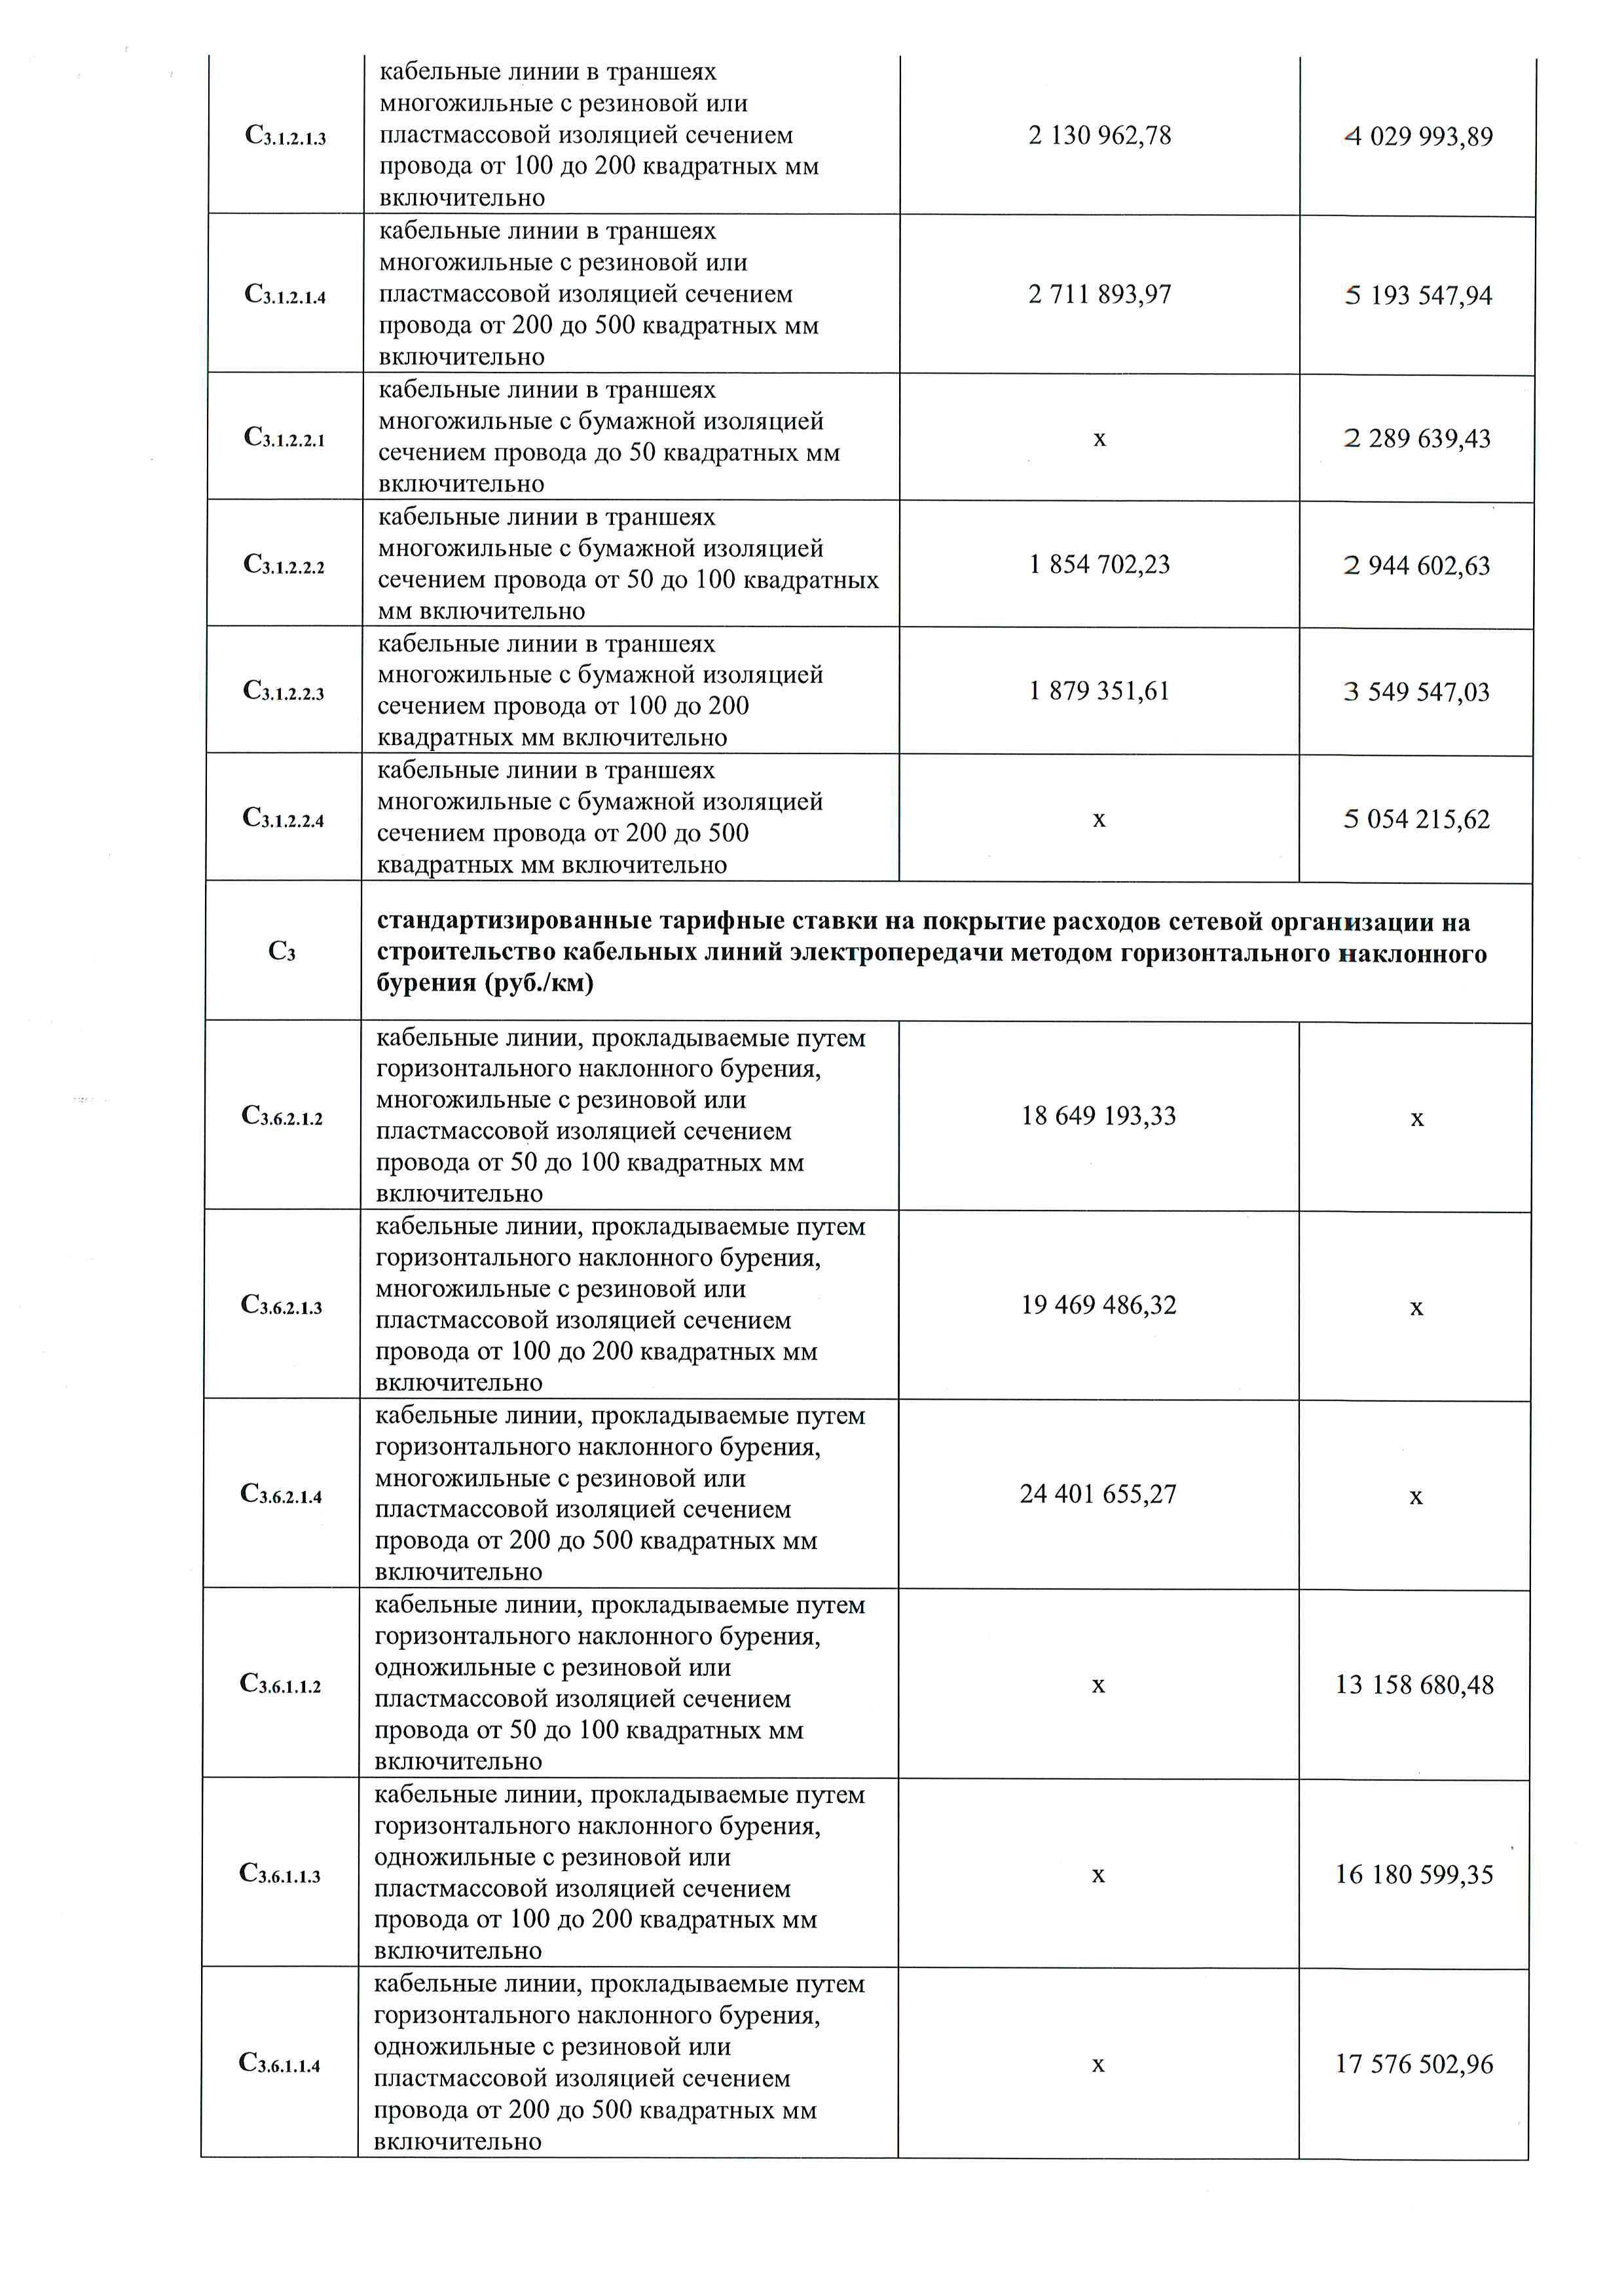 кабельные линии в траншеях
многожильные с резиновой или
С3.1.2.1.3 пластмассовой изоляцией сечением 2 130 962,78 4 029 993,89
провода от 100 до 200 квадратных мм
включительно
кабельные линии в траншеях
многожильные с резиновой или
С3.1.2.1.4 пластмассовой изоляцией сечением 2 711 893,97 5 193 547,94
провода от 200 до 500 квадратных мм
включительно
кабельные линии в траншеях
многожильные с бумажной изоляцией
С3.1.2.2.1 х 2 289 639,43
сечением провода до 50 квадратных мм
включительно
кабельные линии в траншеях
многожильные с бумажной изоляцией
С3.1.2.2.2 1 854 702,23 2 944 602,63
сечением провода от 50 до 100 квадратных
мм включительно
кабельные линии в траншеях
многожильные с бумажной изоляцией
С3.1.2.2.3 1 879 351,61 3 549 547,03
сечением провода от 100 до 200
квадратных мм включительно
кабельные линии в траншеях
многожильные с бумажной изоляцией
С3.1.2.2.4 х 5 054 215,62
сечением провода от 200 до 500
квадратных мм включительно
стандартизированные тарифные ставки на покрытие расходов сетевой организации на
С3 строительство кабельных линий электропередачи методом горизонтального наклонного
бурения (руб./км)
кабельные линии, прокладываемые путем
горизонтального наклонного бурения,
многожильные с резиновой или
С3.6.2.1.2 18 649 193,33 х
пластмассовой изоляцией сечением
провода от 50 до 100 квадратных мм
включительно
кабельные линии, прокладываемые путем
горизонтального наклонного бурения,
многожильные с резиновой или
С3.6.2.1.3 19 469 486,32 х
пластмассовой изоляцией сечением
провода от 100 до 200 квадратных мм
включительно
кабельные линии, прокладываемые путем
горизонтального наклонного бурения,
многожильные с резиновой или
С3.6.2.1.4 24 401 655,27 х
пластмассовой изоляцией сечением
провода от 200 до 500 квадратных мм
включительно
кабельные линии, прокладываемые путем
горизонтального наклонного бурения,
одножильные с резиновой или
С3.6.1.1.2 х 13 158 680,48
пластмассовой изоляцией сечением
провода от 50 до 100 квадратных мм
включительно
кабельные линии, прокладываемые путем
горизонтального наклонного бурения,
одножильные с резиновой или
С3.6.1.1.3 х 16 180 599,35
пластмассовой изоляцией сечением
провода от 100 до 200 квадратных мм
включительно
кабельные линии, прокладываемые путем
горизонтального наклонного бурения,
одножильные с резиновой или
С3.6.1.1.4 х 17 576 502,96
пластмассовой изоляцией сечением
провода от 200 до 500 квадратных мм
включительно